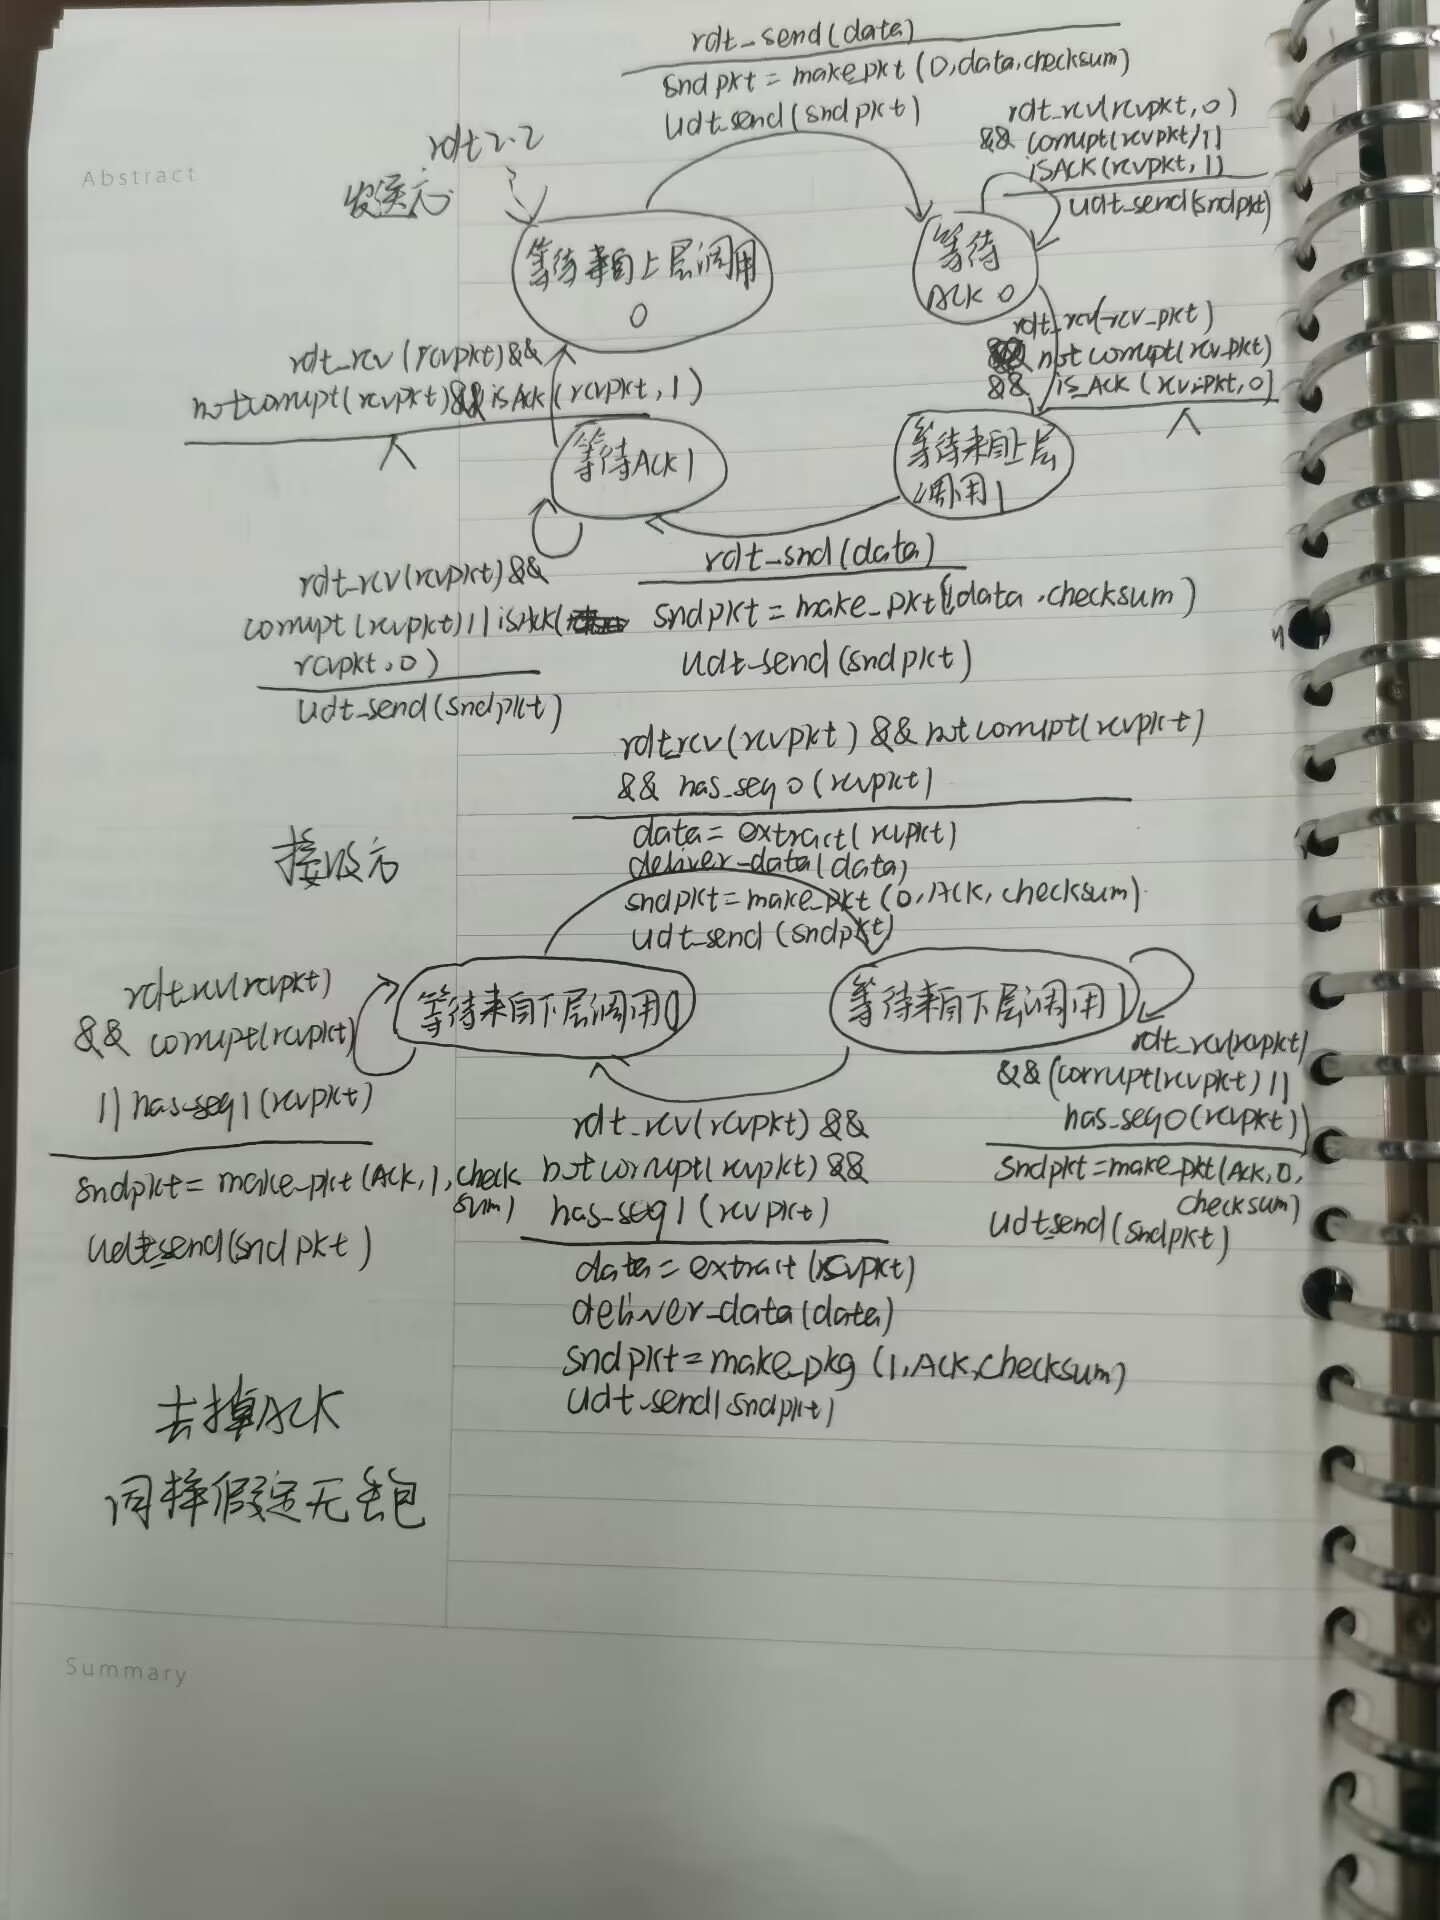 rdt_send(data)
sndpkt = make_pkt (0,data,checksum)
udt_send(sndpkt)
rdt_rcv(rcvpkt,0)
&& corrupt(rcvpkt)||
isACK(rcvpkt,1)
udt_send(sndpkt)
rdt2.2
Abstract
发送方
等待来自上层调用
0
等待
ACK 0
rdt_rcv(rcv_pkt)
&& notcorrupt(rcv_pkt)
&& is_ACK (rcvpkt,0)
Λ
rdt_rcv (rcvpkt)&&
notcorrupt(rcvpkt)&&isAck(rcvpkt,1)
Λ
等待ACK1
等待来自上层
调用1
rdt_snd(data)
sndpkt = make_pkt(1data,checksum)
udt_send(sndpkt)
rdt_rcv(rcvpkt)&&
corrupt(rcvpkt)||isAck(
rcvpkt,0)
udt_send(sndpkt)
rdt_rcv(rcvpkt) && notcorrupt(rcvpkt)
&& has_seq0(rcvpkt)
data= extract(rcvpkt)
deliver_data(data)
sndpkt=make_pkt(0,ACK,checksum)
udt_send(sndpkt)
接收方
等待来自下层调用0
等待来自下层调用1
rdt_rcv(rcvpkt)
&& corrupt(rcvpkt)
|| has_seq1(rcvpkt)
sndpkt= make_pkt(Ack,1,check
sum)
udt_send(sndpkt)
rdt_rcv(rcvpkt) &&
notcorrupt(rcvpkt) &&
has_seq1(rcvpkt)
data= extract(rcvpkt)
deliver_data(data)
sndpkt=make_pkg (1,ACK,checksum)
udt_send(sndpkt)
rdt_rcv(rcvpkt)
&&(corrupt(rcvpkt)||
has_seq0(rcvpkt))
sndpkt=make_pkt(Ack,0,
checksum)
udt_send(sndpkt)
去掉ACK
同样假定无丢包
Summary